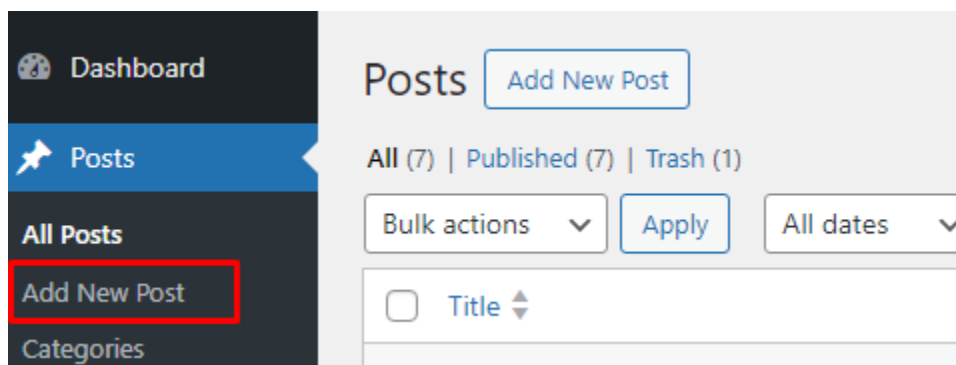 Dashboard
Posts
All Posts
Add New Post
Categories
Posts Add New Post
All (7) | Published (7) | Trash (1)
Bulk actions Apply All dates
Title